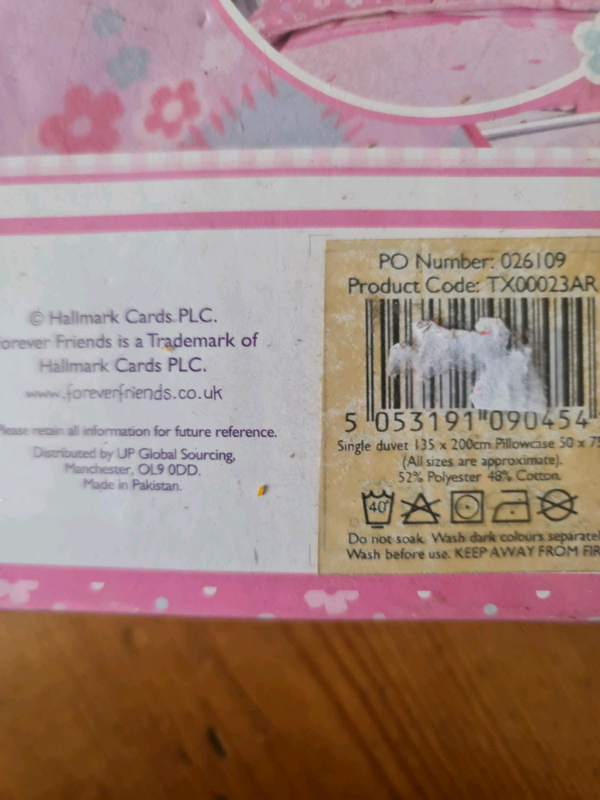 © Hallmark Cards PLC.
orever Friends is a Trademark of
Hallmark Cards PLC.
www.foreverfriends.co.uk
Please retain all information for future reference.
Distributed by UP Global Sourcing,
Manchester, OL9 0DD.
Made in Pakistan.
PO Number: 026109
Product Code: TX00023AR
5 053191 090454
Single duvet 135 x 200cm Pillowcase 50 x 75
(All sizes are approximate).
52% Polyester 48% Cotton.
40°
Do not soak. Wash dark colours separatel
Wash before use. KEEP AWAY FROM FIR